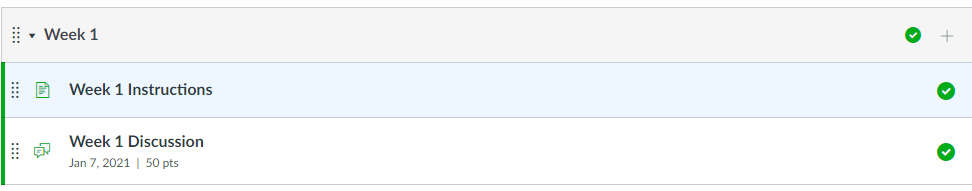 Week 1
Week 1 Instructions
Week 1 Discussion
Jan 7, 2021 | 50 pts